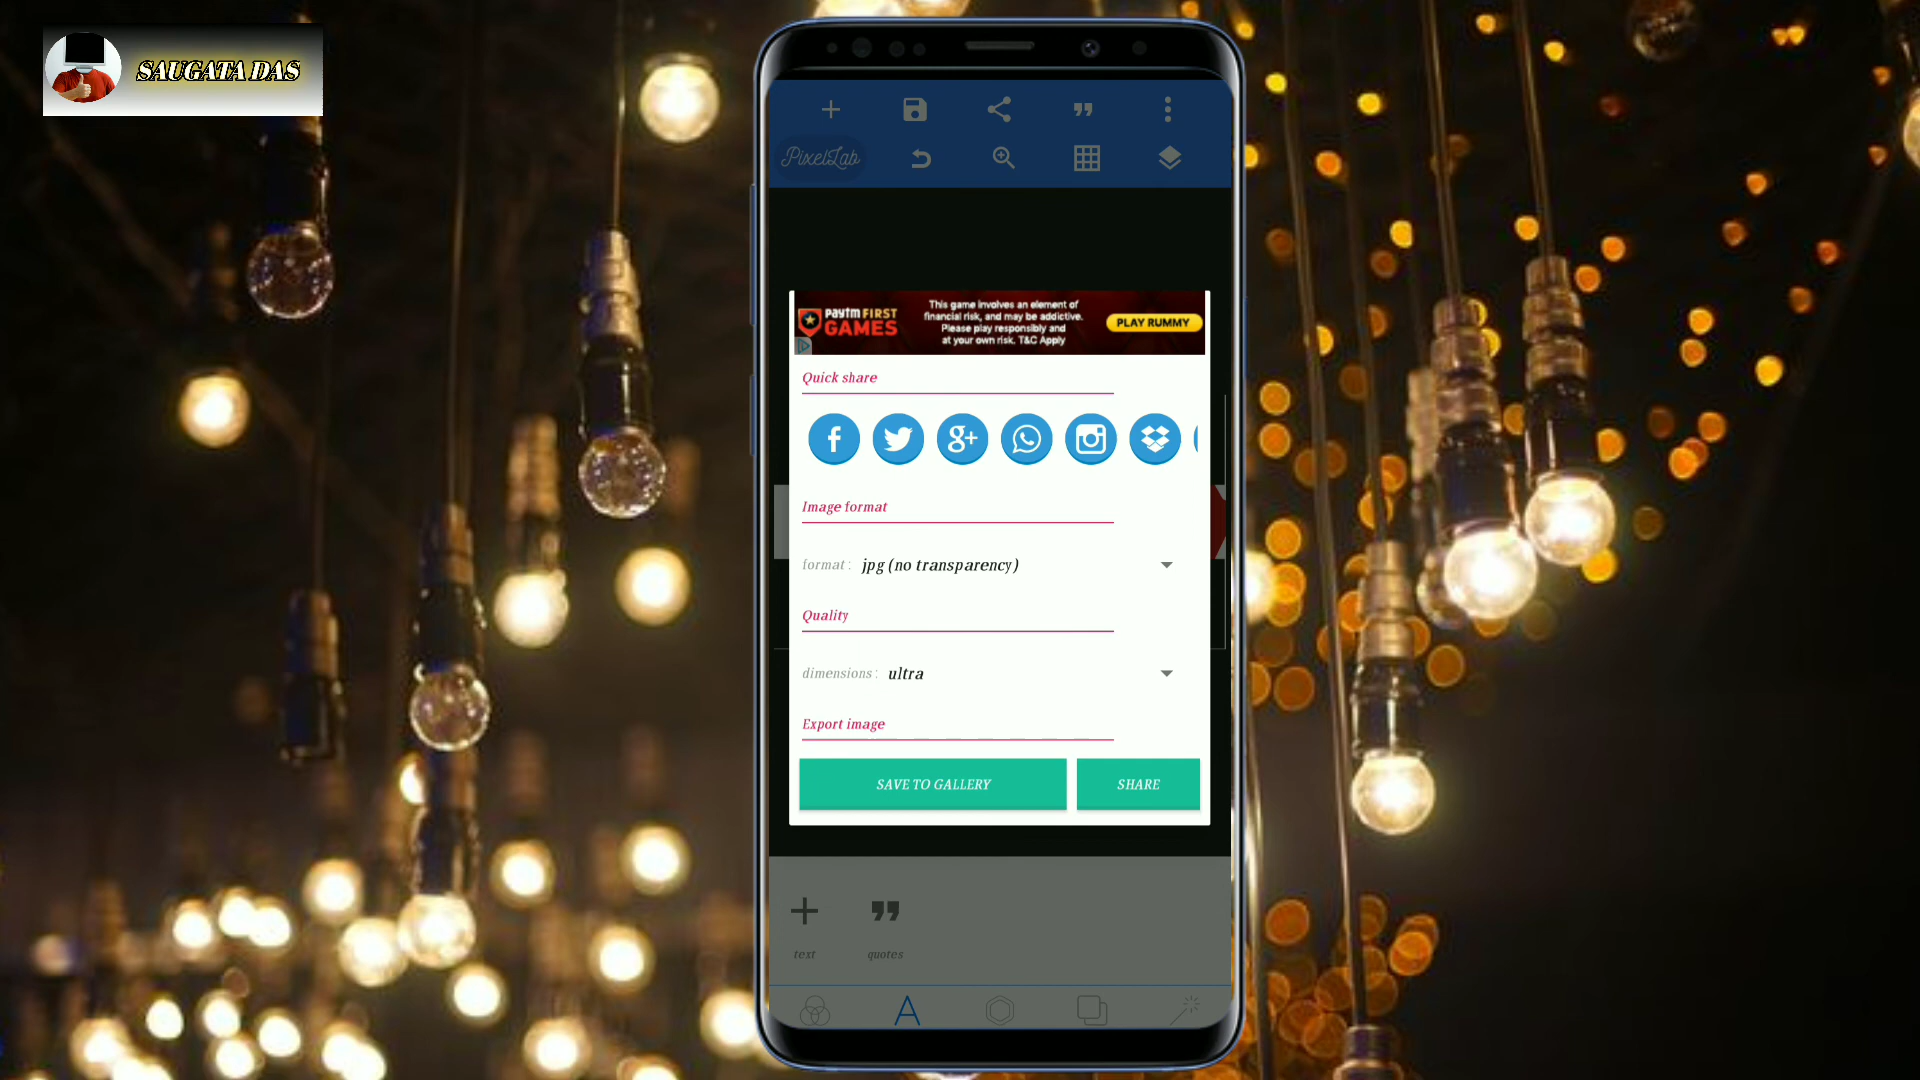 SAUGATA DAS
PixelLab
PAYTM FIRST
GAMES
This game involves an element of
financial risk, and may be addictive.
Please play responsibly and
at your own risk. T&C Apply
PLAY RUMMY
Quick share
f
g+
Image format
format : jpg (no transparency)
Quality
dimensions : ultra
Export image
SAVE TO GALLERY
SHARE
text
quotes
A